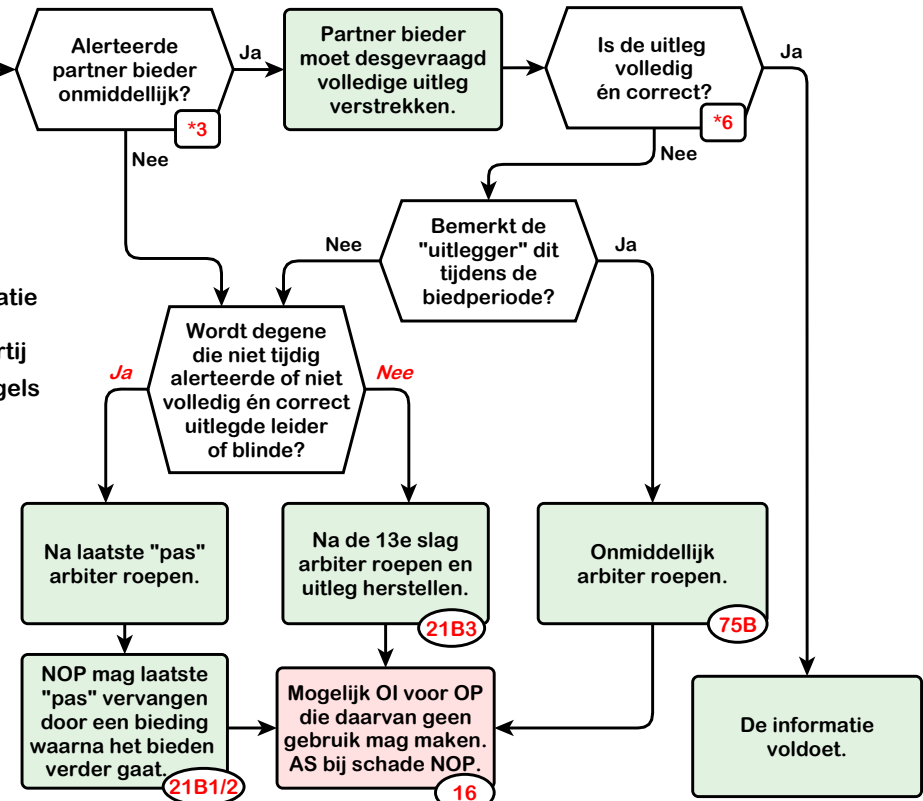 Alerteerde
partner bieder
onmiddellijk?
*3
Ja
Nee
Partner bieder
moet desgevraagd
volledige uitleg
verstrekken.
Is de uitleg
volledig
én correct?
*6
Ja
Nee
Bemerkt de
"uitlegger" dit
tijdens de
biedperiode?
Nee
Ja
atie
rtij
gels
Wordt degene
die niet tijdig
alerteerde of niet
volledig én correct
uitlegde leider
of blinde?
Ja
Nee
Na laatste "pas"
arbiter roepen.
Na de 13e slag
arbiter roepen en
uitleg herstellen.
21B3
Onmiddellijk
arbiter roepen.
75B
NOP mag laatste
"pas" vervangen
door een bieding
waarna het bieden
verder gaat.
21B1/2
Mogelijk OI voor OP
die daarvan geen
gebruik mag maken.
AS bij schade NOP.
16
De informatie
voldoet.